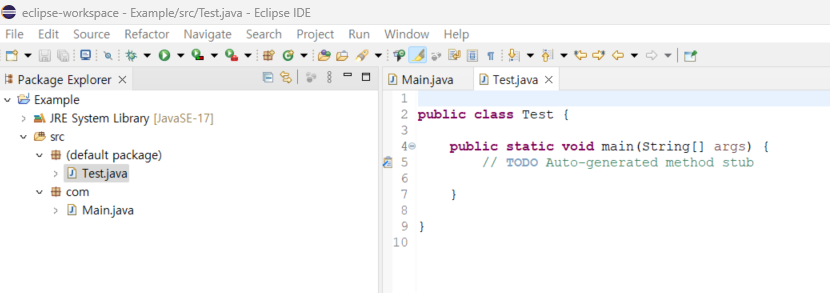 eclipse-workspace - Example/src/Test.java - Eclipse IDE
File Edit Source Refactor Navigate Search Project Run Window Help
Package Explorer
Example
JRE System Library [JavaSE-17]
src
(default package)
Test.java
com
Main.java
Main.java Test.java
1
2 public class Test {
3
4 public static void main(String[] args) {
5 // TODO Auto-generated method stub
6
7 }
8
9 }
10